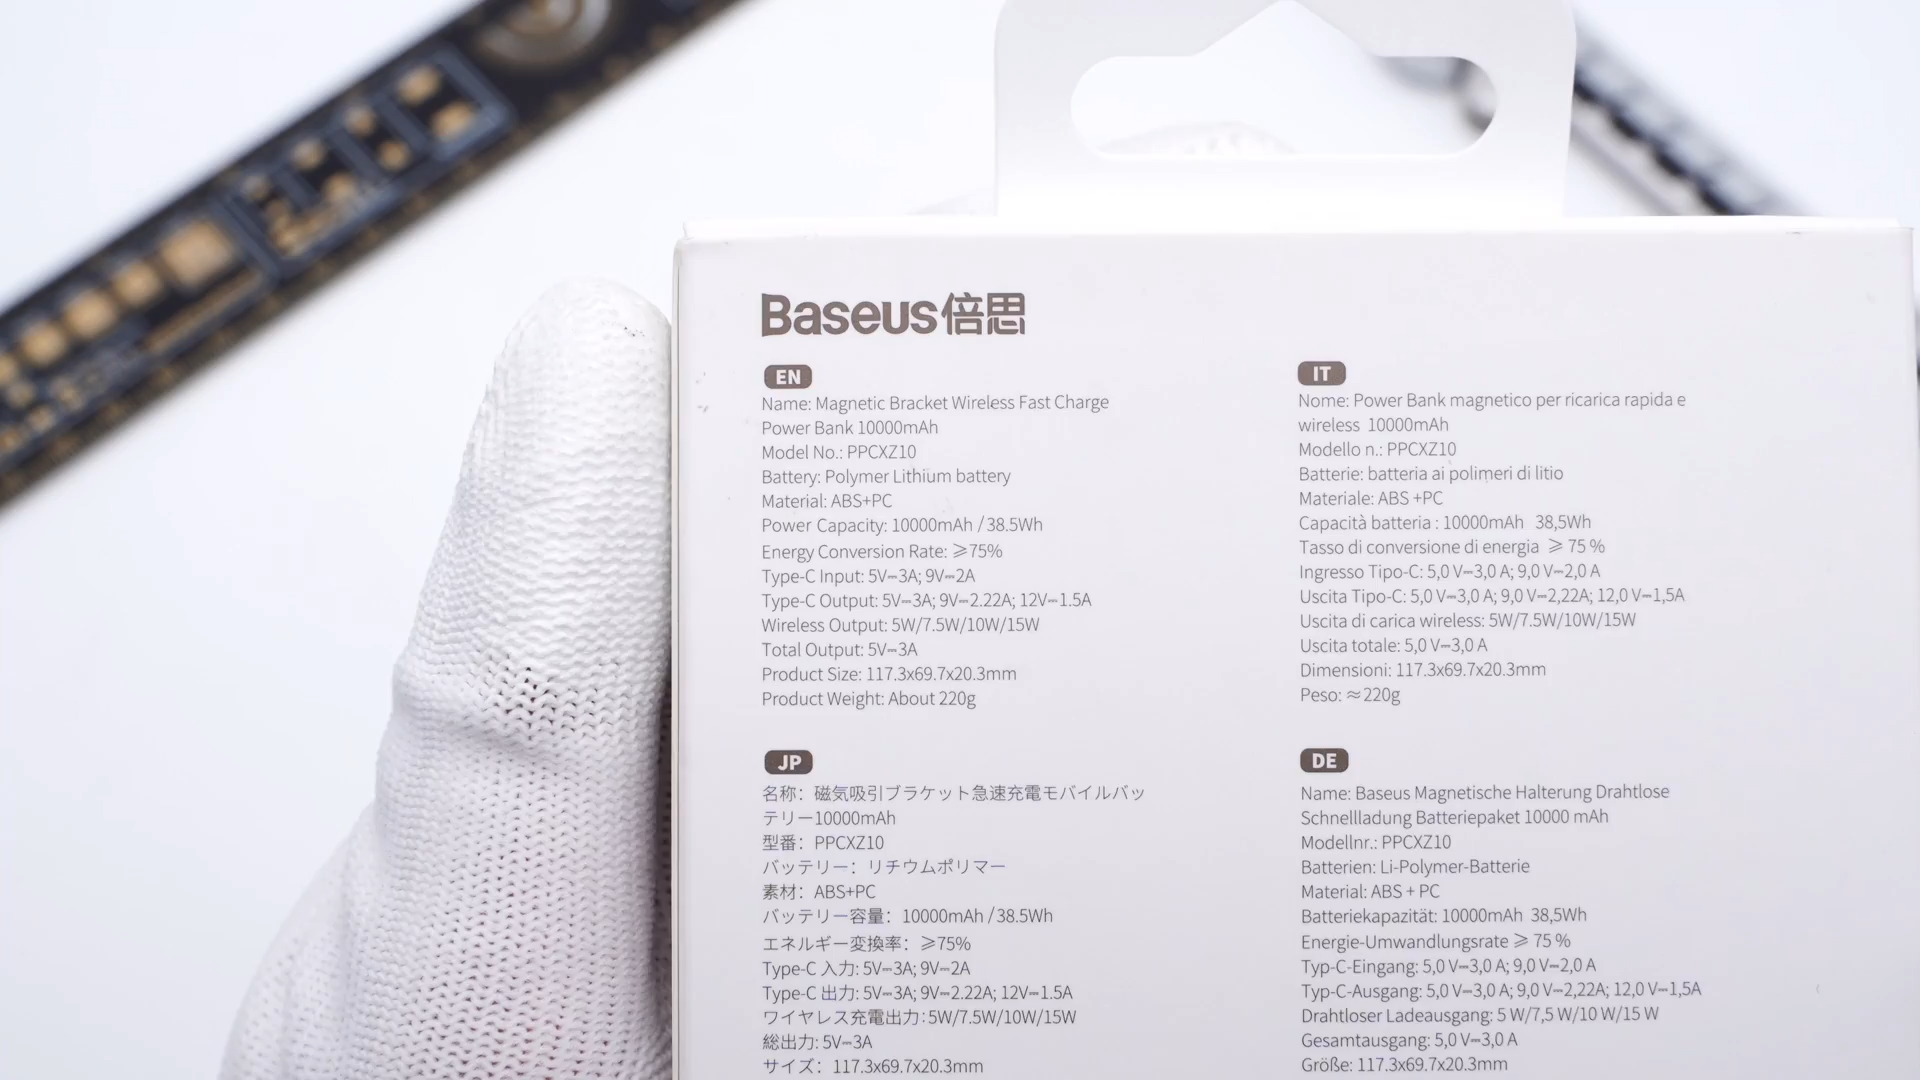 Baseus倍思
EN
Name: Magnetic Bracket Wireless Fast Charge
Power Bank 10000mAh
Model No.: PPCXZ10
Battery: Polymer Lithium battery
Material: ABS+PC
Power Capacity: 10000mAh / 38.5Wh
Energy Conversion Rate: ⩾75%
Type-C Input: 5V⎓3A; 9V⎓2A
Type-C Output: 5V⎓3A; 9V⎓2.22A; 12V⎓1.5A
Wireless Output: 5W/7.5W/10W/15W
Total Output: 5V⎓3A
Product Size: 117.3x69.7x20.3mm
Product Weight: About 220g
IT
Nome: Power Bank magnetico per ricarica rapida e
wireless 10000mAh
Modello n.: PPCXZ10
Batterie: batteria ai polimeri di litio
Materiale: ABS +PC
Capacità batteria : 10000mAh 38,5Wh
Tasso di conversione di energia ⩾ 75 %
Ingresso Tipo-C: 5,0 V⎓3,0 A; 9,0 V⎓2,0 A
Uscita Tipo-C: 5,0 V⎓3,0 A; 9,0 V⎓2,22A; 12,0 V⎓1,5A
Uscita di carica wireless: 5W/7.5W/10W/15W
Uscita totale: 5,0 V⎓3,0 A
Dimensioni: 117.3x69.7x20.3mm
Peso: ≈220g
JP
名称：磁気吸引ブラケット急速充電モバイルバッ
テリー10000mAh
型番：PPCXZ10
バッテリー：リチウムポリマー
素材：ABS+PC
バッテリー容量：10000mAh / 38.5Wh
エネルギー変換率：⩾75%
Type-C 入力: 5V⎓3A; 9V⎓2A
Type-C 出力: 5V⎓3A; 9V⎓2.22A; 12V⎓1.5A
ワイヤレス充電出力：5W/7.5W/10W/15W
総出力: 5V⎓3A
サイズ：117.3x69.7x20.3mm
DE
Name: Baseus Magnetische Halterung Drahtlose
Schnellladung Batteriepaket 10000 mAh
Modellnr.: PPCXZ10
Batterien: Li-Polymer-Batterie
Material: ABS + PC
Batteriekapazität: 10000mAh 38,5Wh
Energie-Umwandlungsrate ⩾ 75 %
Typ-C-Eingang: 5,0 V⎓3,0 A; 9,0 V⎓2,0 A
Typ-C-Ausgang: 5,0 V⎓3,0 A; 9,0 V⎓2,22A; 12,0 V⎓1,5A
Drahtloser Ladeausgang: 5 W/7,5 W/10 W/15 W
Gesamtausgang: 5,0 V⎓3,0 A
Größe: 117.3x69.7x20.3mm